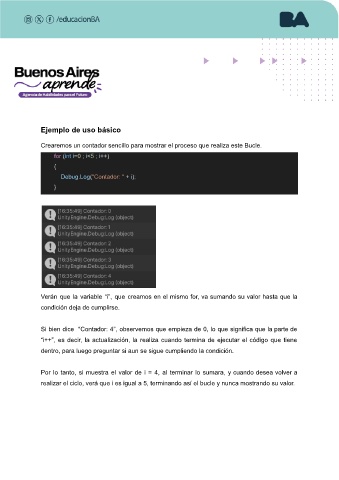 /educacionBA
BA
Buenos Aires
aprende
Agencia de Habilidades para el Futuro
Ejemplo de uso básico
Crearemos un contador sencillo para mostrar el proceso que realiza este Bucle.
for (int i=0 ; i<5 ; i++)
{
Debug.Log("Contador: " + i);
}
[18:35:49] Contador: 0
UnityEngine.Debug:Log (object)
[18:35:49] Contador: 1
UnityEngine.Debug:Log (object)
[18:35:49] Contador: 2
UnityEngine.Debug:Log (object)
[18:35:49] Contador: 3
UnityEngine.Debug:Log (object)
[18:35:49] Contador: 4
UnityEngine.Debug:Log (object)
Verán que la variable "i", que creamos en el mismo for, va sumando su valor hasta que la
condición deja de cumplirse.
Si bien dice "Contador: 4", observemos que empieza de 0, lo que significa que la parte de
"i++", es decir, la actualización, la realiza cuando termina de ejecutar el código que tiene
dentro, para luego preguntar si aun se sigue cumpliendo la condición.
Por lo tanto, si muestra el valor de i = 4, al terminar lo sumara, y cuando desea volver a
realizar el ciclo, verá que i es igual a 5, terminando así el bucle y nunca mostrando su valor.